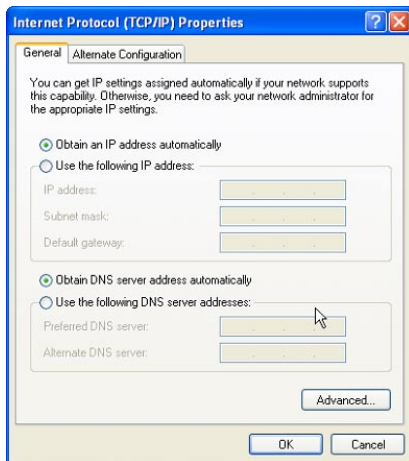 Internet Protocol (TCP/IP) Properties
General
Alternate Configuration
You can get IP settings assigned automatically if your network supports
this capability. Otherwise, you need to ask your network administrator for
the appropriate IP settings.
Obtain an IP address automatically
Use the following IP address:
IP address:
Subnet mask:
Default gateway:
Obtain DNS server address automatically
Use the following DNS server addresses:
Preferred DNS server:
Alternate DNS server:
Advanced...
OK
Cancel